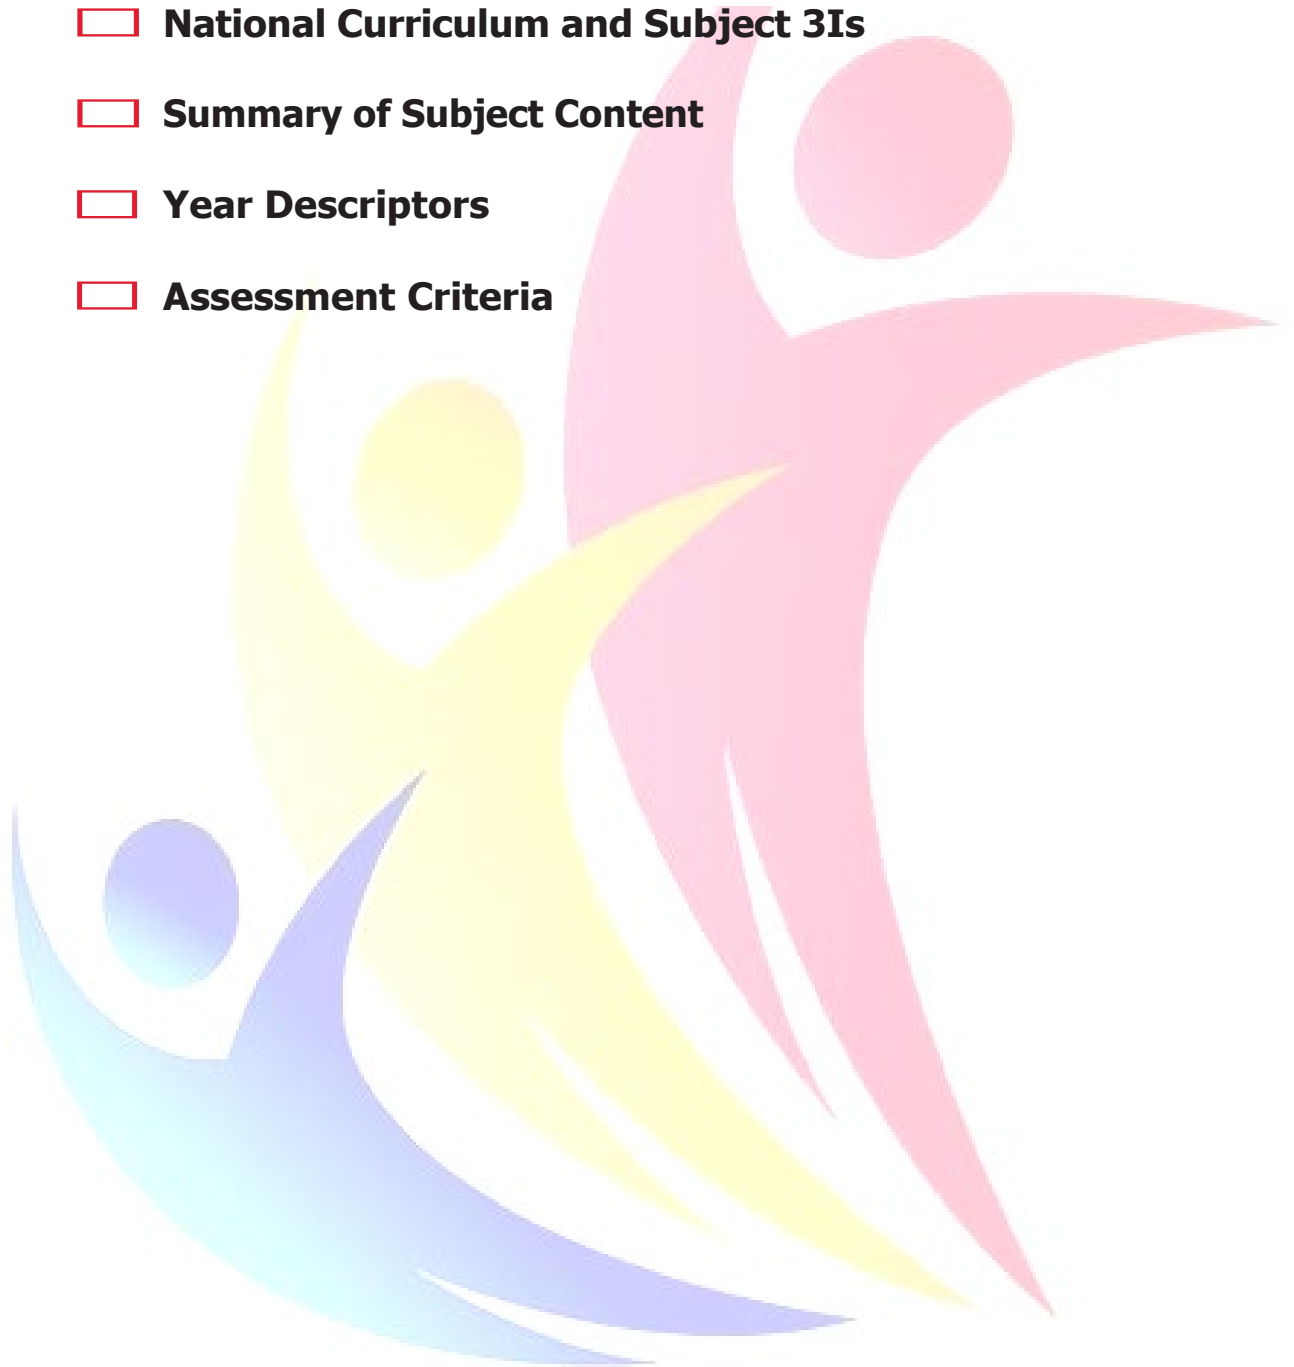 National Curriculum and Subject 3Is
Summary of Subject Content
Year Descriptors
Assessment Criteria